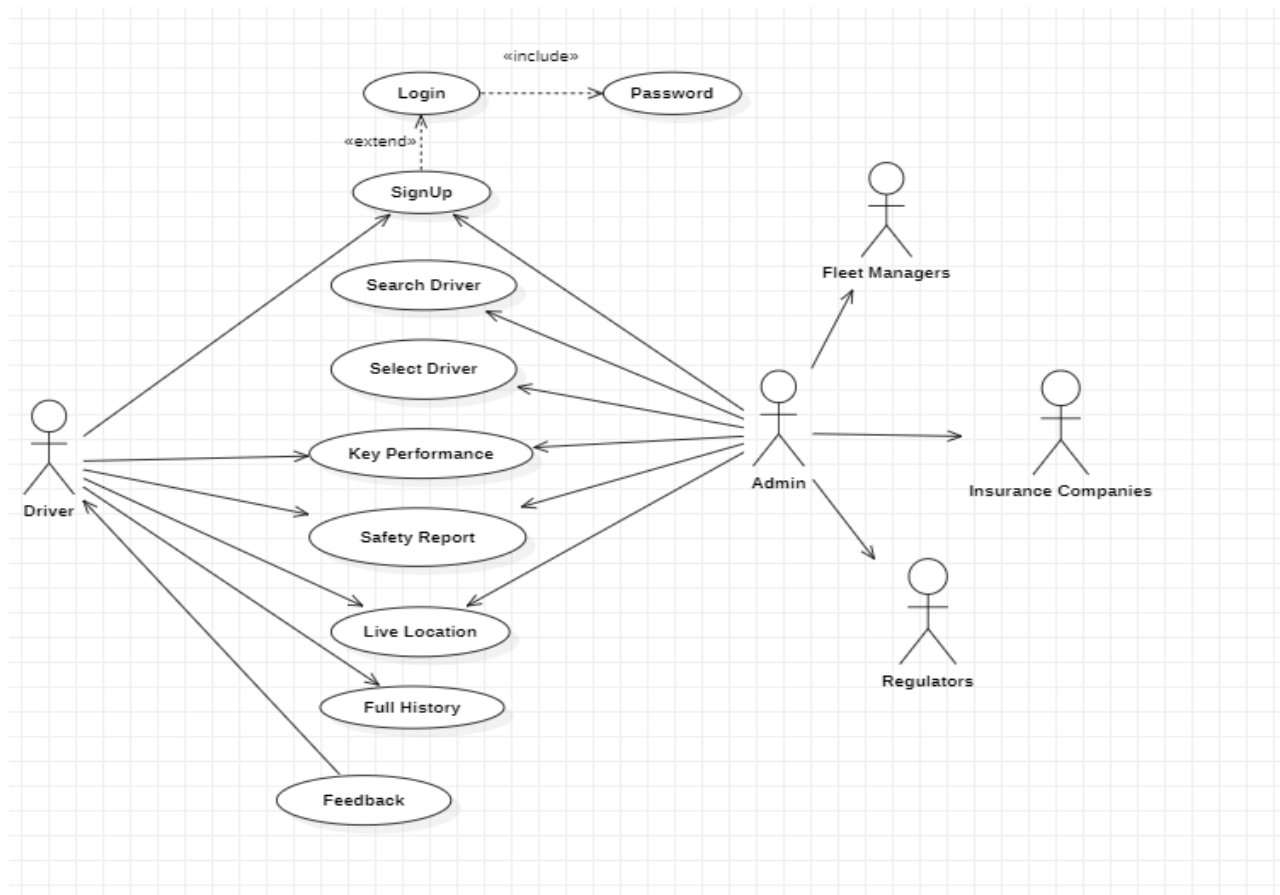 «include»
Login
Password
«extend»
SignUp
Fleet Managers
Search Driver
Select Driver
Key Performance
Admin
Insurance Companies
Driver
Safety Report
Live Location
Regulators
Full History
Feedback